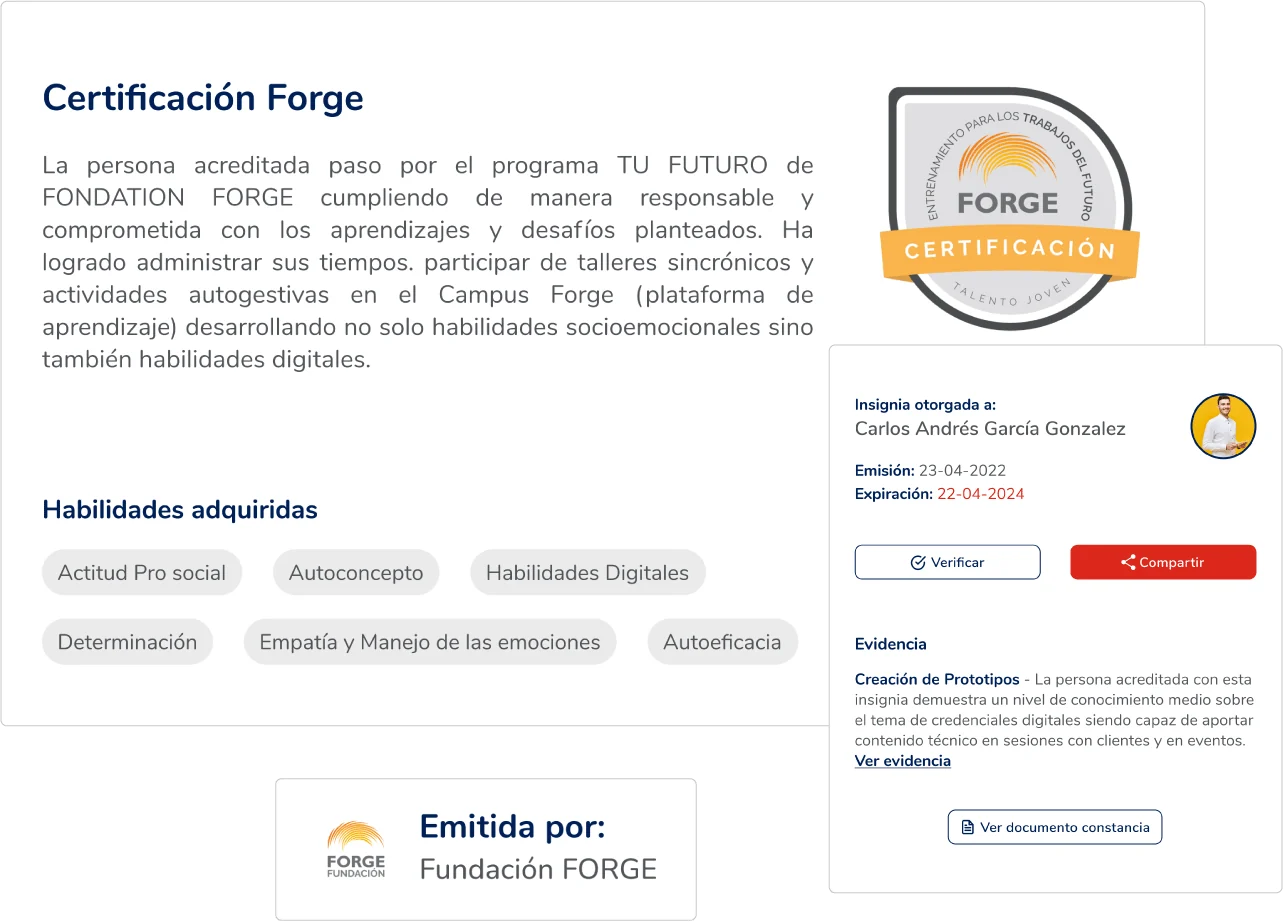 Certificación Forge
La persona acreditada paso por el programa TU FUTURO de
FONDATION FORGE cumpliendo de manera responsable y
comprometida con los aprendizajes y desafíos planteados. Ha
logrado administrar sus tiempos. participar de talleres sincrónicos y
actividades autogestivas en el Campus Forge (plataforma de
aprendizaje) desarrollando no solo habilidades socioemocionales sino
también habilidades digitales.
ENTRENAMIENTO PARA LOS TRABAJOS DEL FUTURO
FORGE
CERTIFICACIÓN
TALENTO JOVEN
Habilidades adquiridas
Actitud Pro social
Autoconcepto
Habilidades Digitales
Determinación
Empatía y Manejo de las emociones
Autoeficacia
Insignia otorgada a:
Carlos Andrés García Gonzalez
Emisión: 23-04-2022
Expiración: 22-04-2024
Verificar
Compartir
Evidencia
Creación de Prototipos - La persona acreditada con esta
insignia demuestra un nivel de conocimiento medio sobre
el tema de credenciales digitales siendo capaz de aportar
contenido técnico en sesiones con clientes y en eventos.
Ver evidencia
Ver documento constancia
FORGE
FUNDACIÓN
Emitida por:
Fundación FORGE